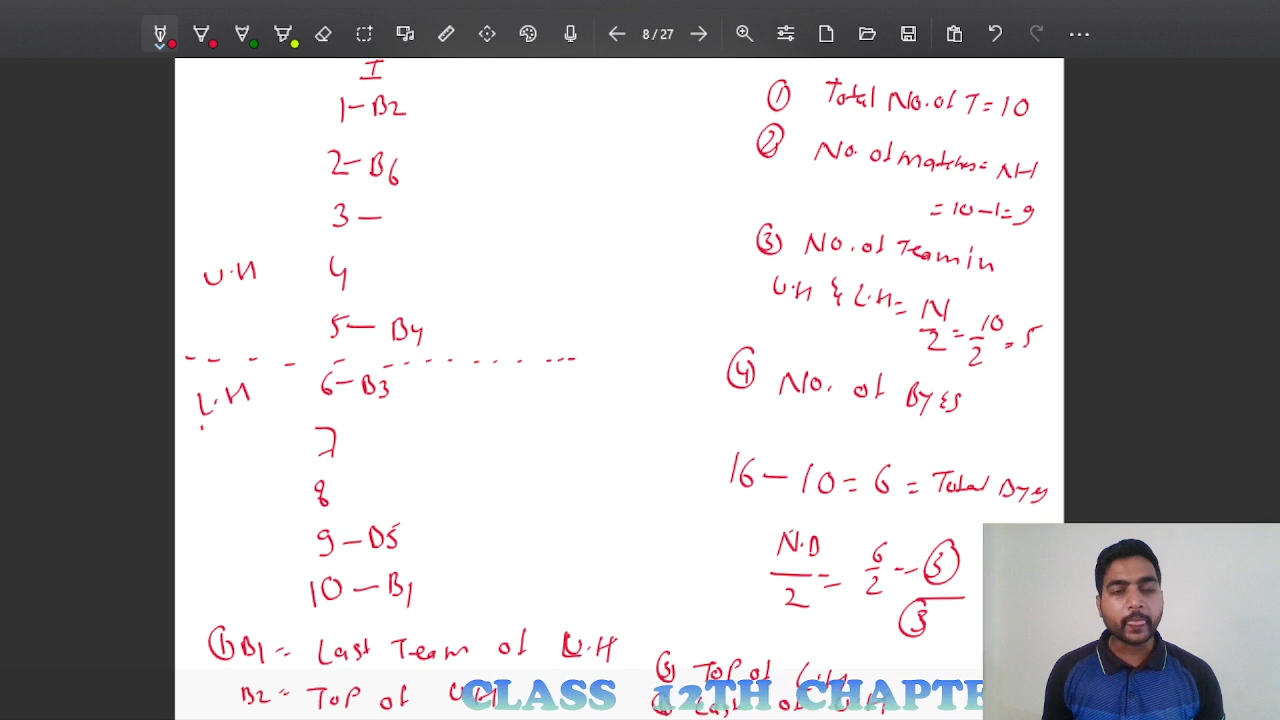 8 / 27
I
1-B2
2-B6
3-
U.H 4
5-B4
L.H 6-B3
7
8
9-B5
10-B1
① B1 = Last Team of L.H
B2 = TOP of U.H
① Total No. of T = 10
② No. of matches = N-1
= 10-1=9
③ No. of Team in
U.H & L.H = N/2 = 10/2 = 5
④ No. of Byes
16-10=6= Total Byes
N.B/2 = 6/2 - ③
③
TOP of L.H
of U.H
CLASS 12TH CHAPTE